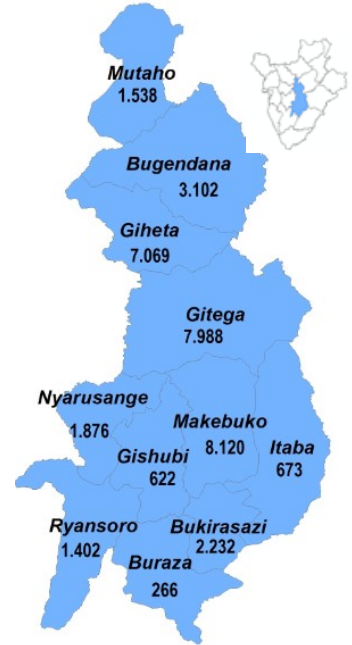 Mutaho
1.538
Bugendana
3.102
Giheta
7.069
Gitega
7.988
Nyarusange
1.876
Makebuko
8.120
Itaba
673
Gishubi
622
Ryansoro
1.402
Bukirasazi
2.232
Buraza
266